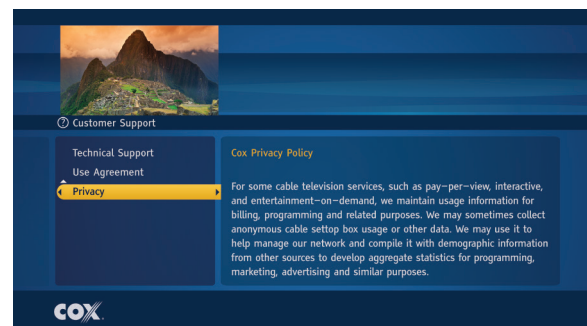 ? Customer Support
Technical Support
Use Agreement
Privacy
Cox Privacy Policy
For some cable television services, such as pay-per-view, interactive,
and entertainment-on-demand, we maintain usage information for
billing, programming and related purposes. We may sometimes collect
anonymous cable settop box usage or other data. We may use it to
help manage our network and compile it with demographic information
from other sources to develop aggregate statistics for programming,
marketing, advertising and similar purposes.
COX